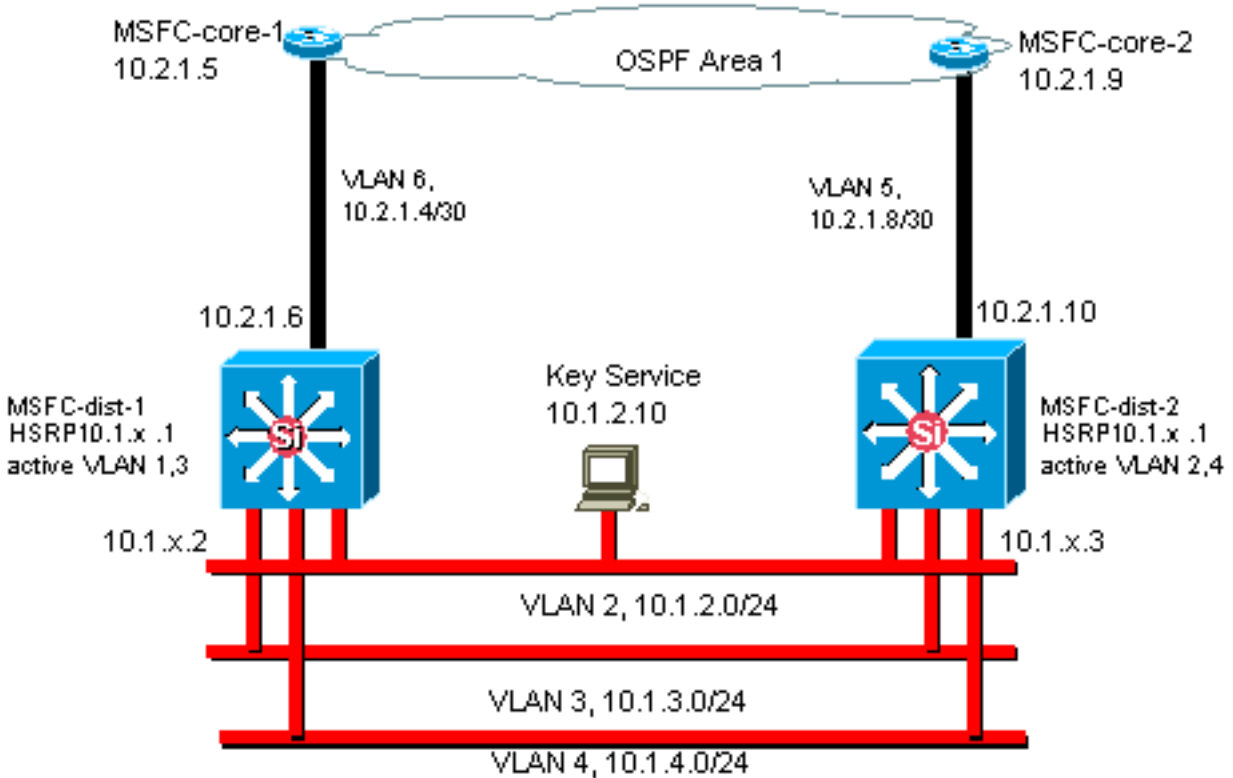 MSFC-core-1
10.2.1.5
OSPF Area 1
MSFC-core-2
10.2.1.9
VLAN 6,
10.2.1.4/30
VLAN 5,
10.2.1.8/30
10.2.1.6
10.2.1.10
MSFC-dist-1
HSRP10.1.x .1
active VLAN 1,3
Si
Key Service
10.1.2.10
Si
MSFC-dist-2
HSRP10.1.x .1
active VLAN 2,4
10.1.x.2
10.1.x.3
VLAN 2, 10.1.2.0/24
VLAN 3, 10.1.3.0/24
VLAN 4, 10.1.4.0/24